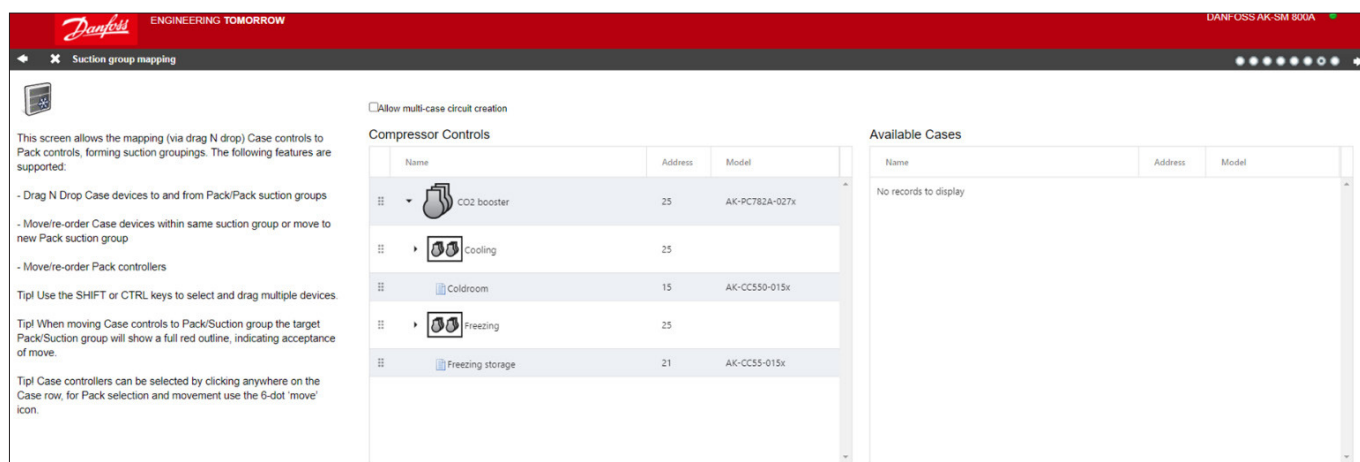 Danfoss
ENGINEERING TOMORROW
DANFOSS AK-SM 800A
Suction group mapping
This screen allows the mapping (via drag N drop) Case controls to
Pack controls, forming suction groupings. The following features are
supported:
- Drag N Drop Case devices to and from Pack/Pack suction groups
- Move/re-order Case devices within same suction group or move to
new Pack suction group
- Move/re-order Pack controllers
Tip! Use the SHIFT or CTRL keys to select and drag multiple devices.
Tip! When moving Case controls to Pack/Suction group the target
Pack/Suction group will show a full red outline, indicating acceptance
of move.
Tip! Case controllers can be selected by clicking anywhere on the
Case row, for Pack selection and movement use the 6-dot 'move'
icon.
Allow multi-case circuit creation
Compressor Controls
Name Address Model
CO2 booster 25 AK-PC782A-027x
Cooling 25
Coldroom 15 AK-CC550-015x
Freezing 25
Freezing storage 21 AK-CC55-015x
Available Cases
Name Address Model
No records to display